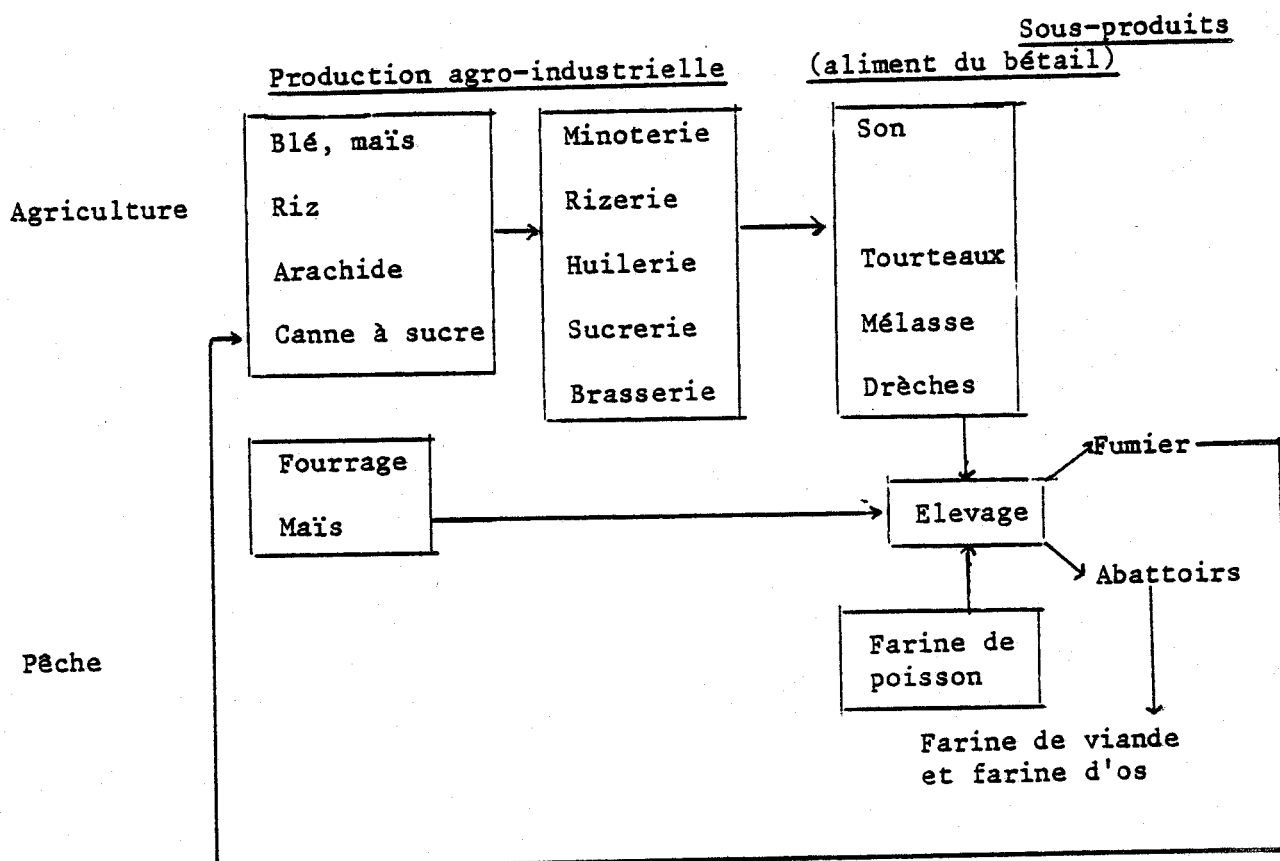 Sous-produits
Production agro-industrielle
(aliment du bétail)
Agriculture
Blé, maïs
Riz
Arachide
Canne à sucre
Minoterie
Rizerie
Huilerie
Sucrerie
Brasserie
Son
Tourteaux
Mélasse
Drèches
Fourrage
Maïs
Elevage
Fumier
Abattoirs
Pêche
Farine de
poisson
Farine de viande
et farine d'os